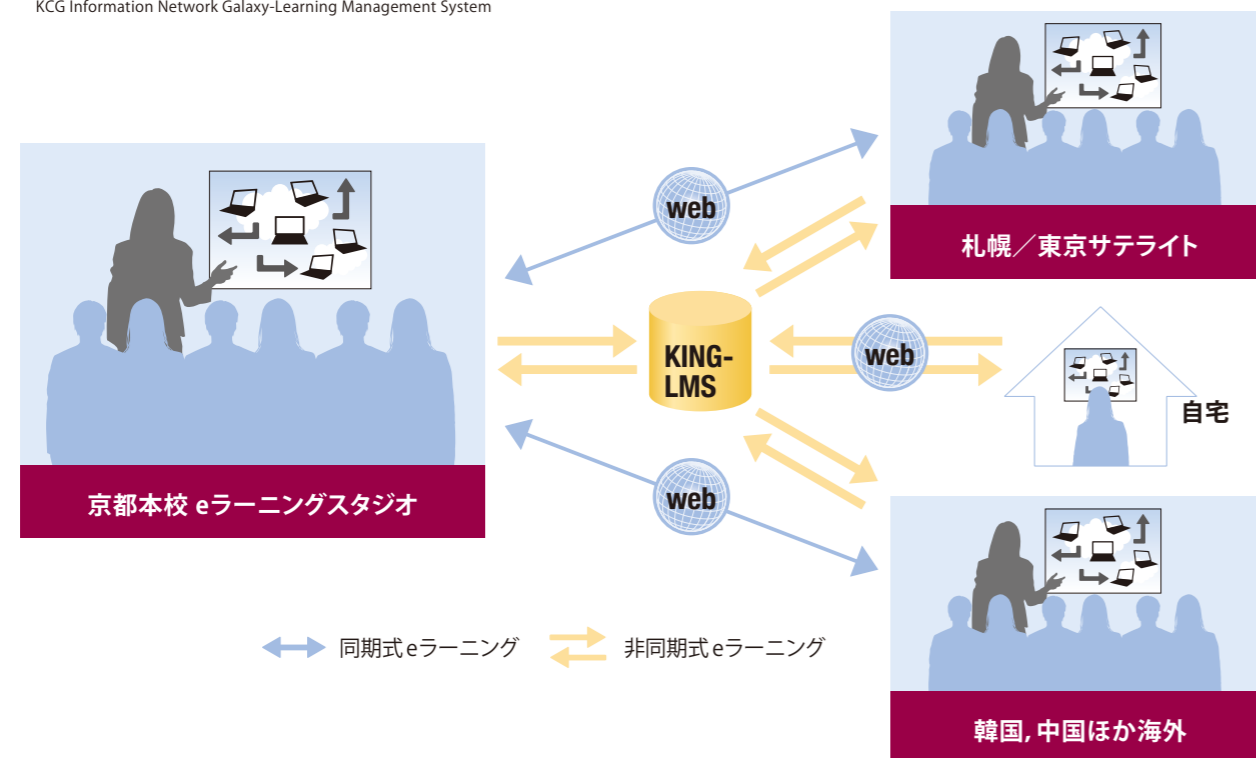 KCG Information Network Galaxy-Learning Management System
web
札幌／東京サテライト
KING-
LMS
web
自宅
京都本校 eラーニングスタジオ
web
同期式eラーニング
非同期式eラーニング
韓国，中国ほか海外